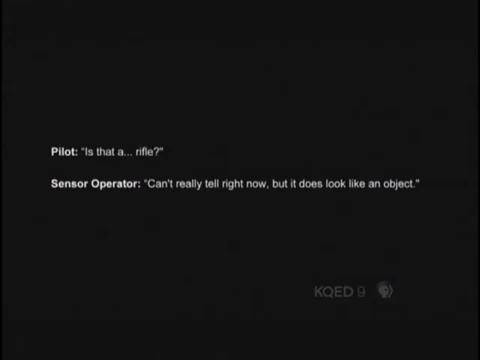 Pilot: "Is that a... rifle?"
Sensor Operator: "Can't really tell right now, but it does look like an object."
KQED 9